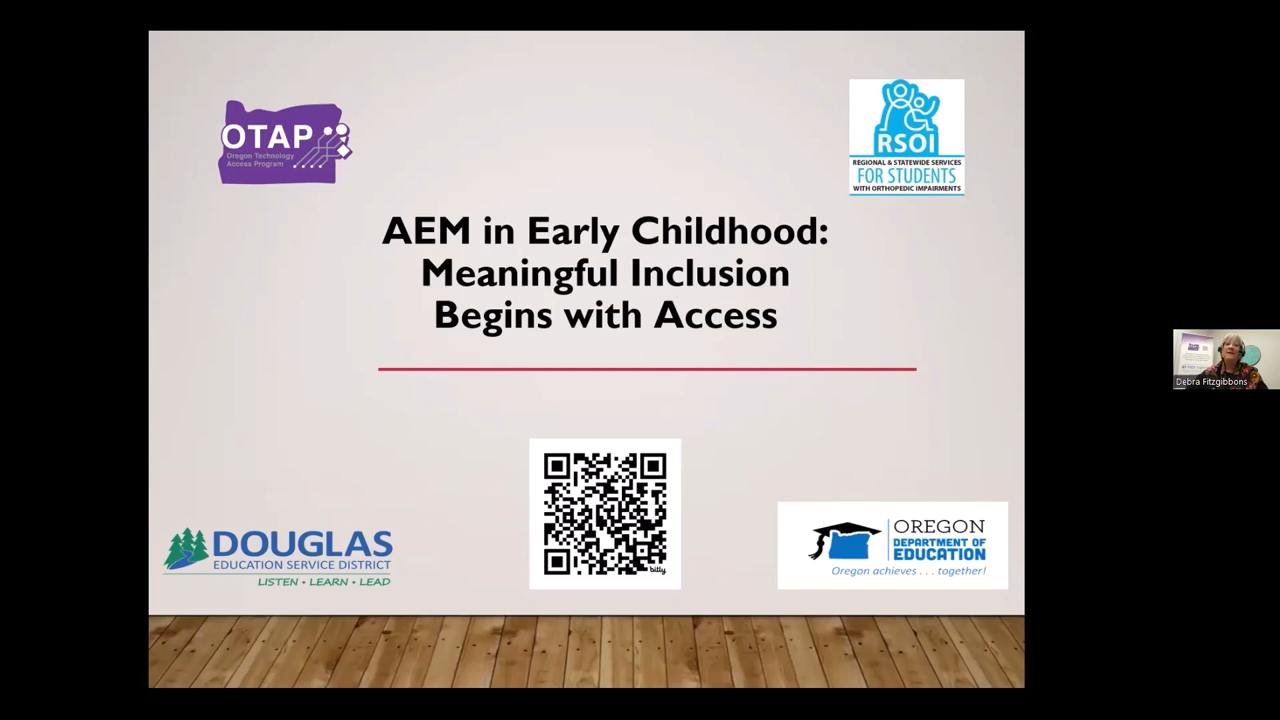 OTAP
Oregon Technology
Access Program
RSOI
REGIONAL & STATEWIDE SERVICES
FOR STUDENTS
WITH ORTHOPEDIC IMPAIRMENTS
AEM in Early Childhood:
Meaningful Inclusion
Begins with Access
DOUGLAS
EDUCATION SERVICE DISTRICT
LISTEN • LEARN • LEAD
bitly
OREGON
DEPARTMENT OF
EDUCATION
Oregon achieves . . . together!
Debra Fitzgibbons